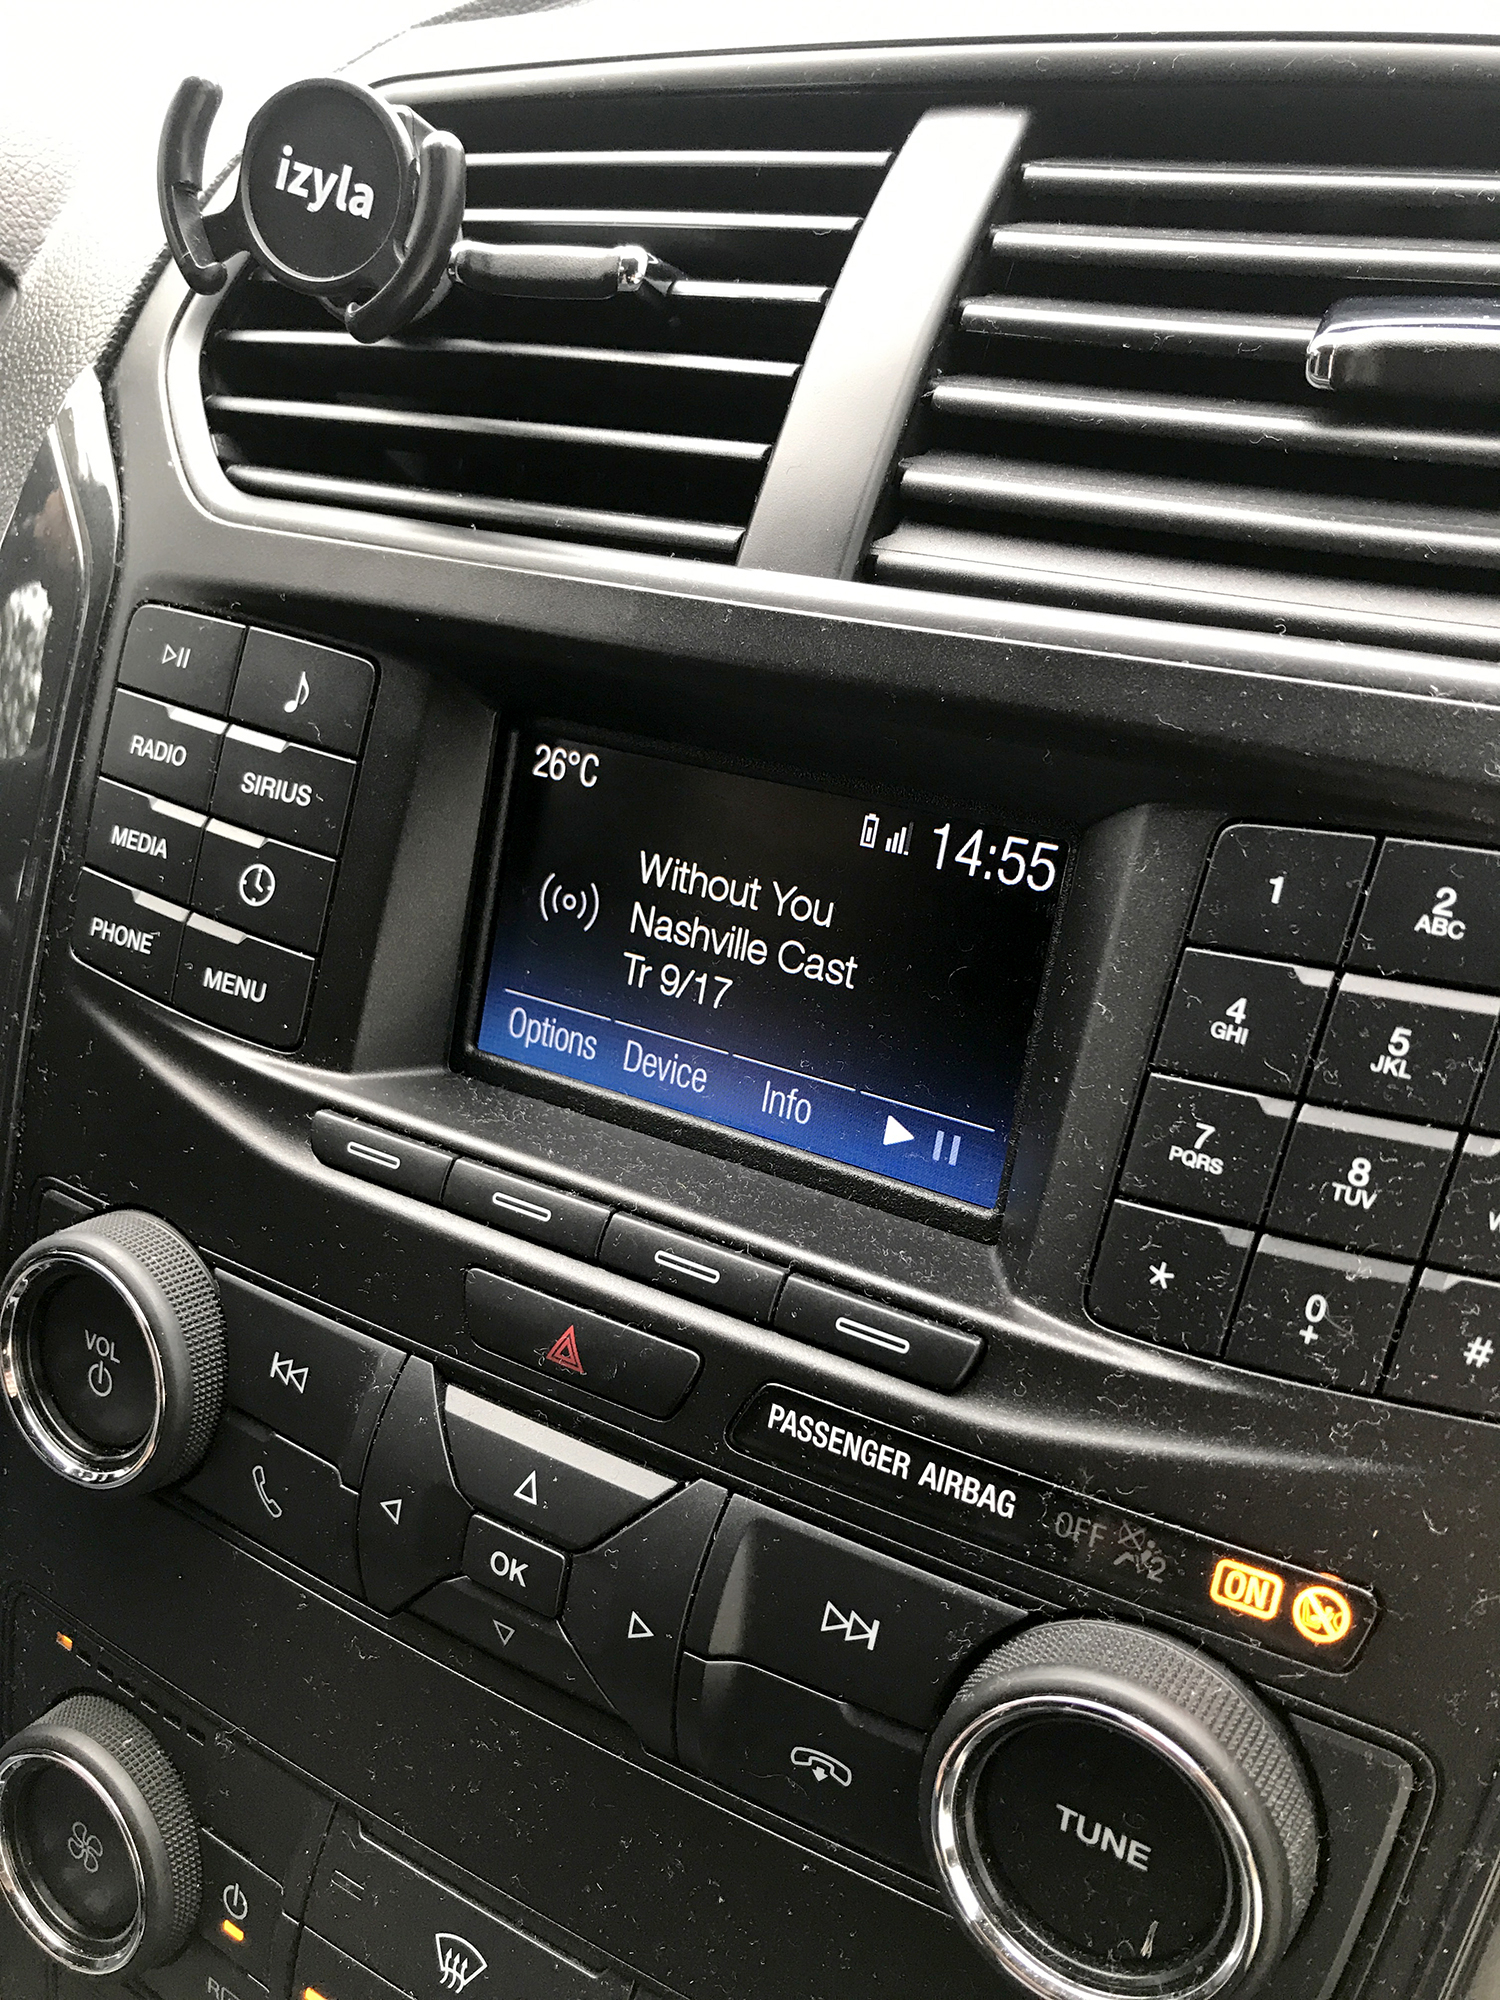 izyla
RADIO
SIRIUS
MEDIA
PHONE
MENU
26°C
14:55
Without You
Nashville Cast
Tr 9/17
Options
Device
Info
1
2
ABC
4
GHI
5
JKL
7
PQRS
8
TUV
*
0
+
#
VOL
OK
PASSENGER AIRBAG
OFF
2
ON
TUNE